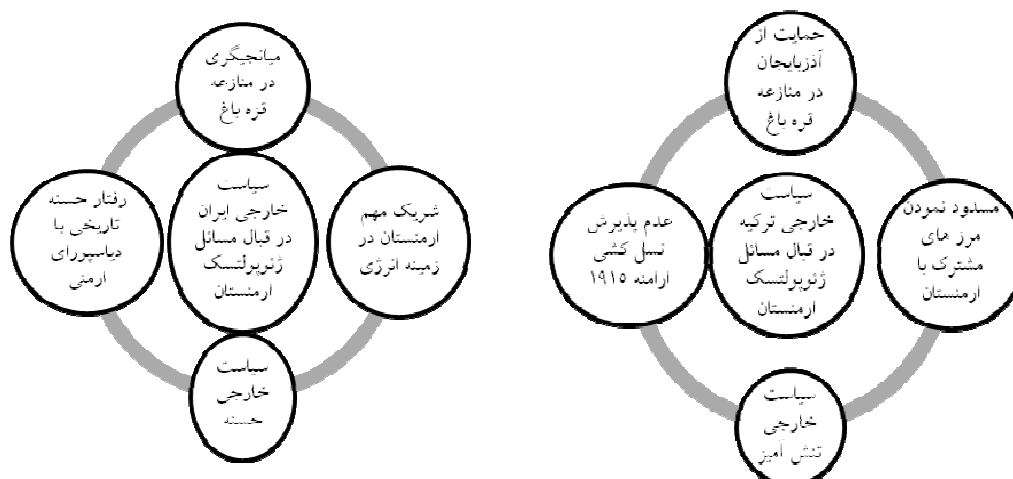 حمایت از
آذربایجان
در منازعه
قره باغ
مسدود نمودن
مرز های
مشترک با
ارمنستان
سیاست
خارجی ترکیه
در قبال مسائل
ژئوپولتسک
ارمنستان
عدم پذیرش
نسل کشی
ارامنه ۱۹۱۵
سیاست
خارجی
تنش آمیز
میانجیگری
در منازعه
قره باغ
شریک مهم
ارمنستان در
زمینه انرژی
سیاست
خارجی ایران
در قبال مسائل
ژئوپولتسک
ارمنستان
رفتار حسنه
تاریخی با
دیاسپورای
ارمنی
سیاست
خارجی
حسنه